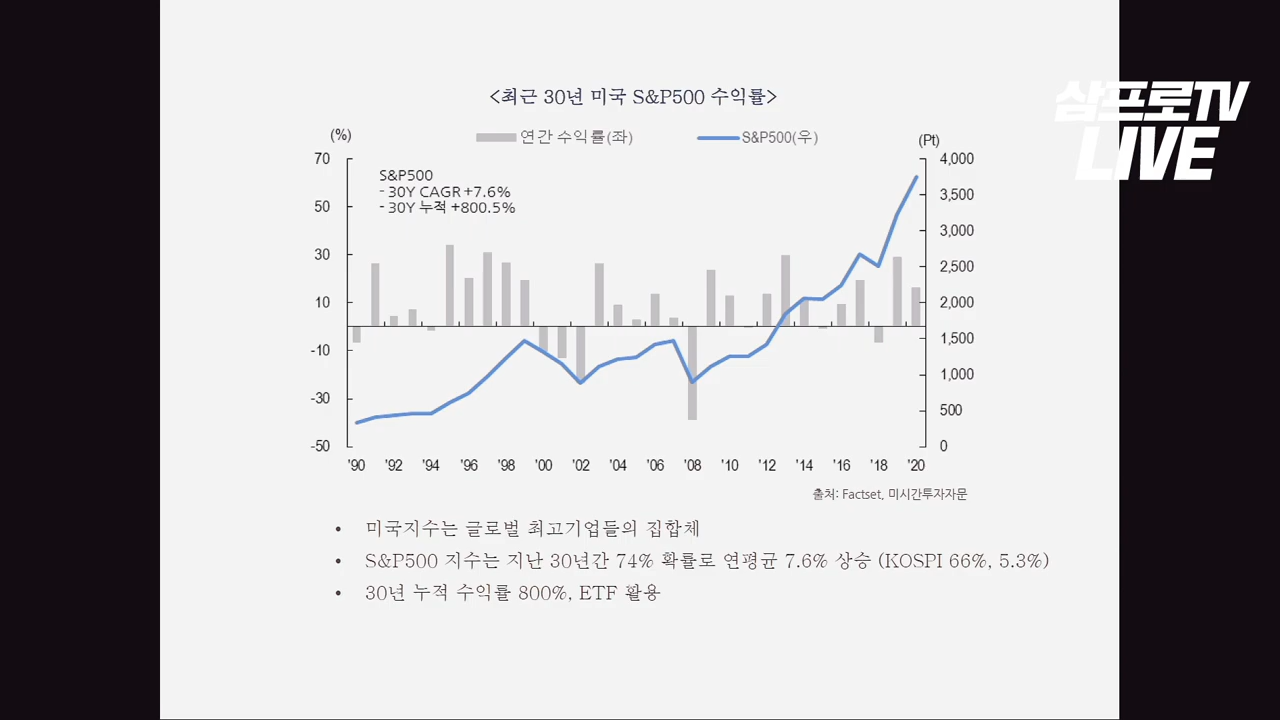 <최근 30년 미국 S&P500 수익률>
삼프로TV
LIVE
(%)
연간 수익률(좌)
S&P500(우)
(Pt)
S&P500
- 30Y CAGR +7.6%
- 30Y 누적 +800.5%
70
50
30
10
-10
-30
-50
4,000
3,500
3,000
2,500
2,000
1,500
1,000
500
0
'90 '92 '94 '96 '98 '00 '02 '04 '06 '08 '10 '12 '14 '16 '18 '20
출처: Factset, 미시간투자자문
• 미국지수는 글로벌 최고기업들의 집합체
• S&P500 지수는 지난 30년간 74% 확률로 연평균 7.6% 상승 (KOSPI 66%, 5.3%)
• 30년 누적 수익률 800%, ETF 활용